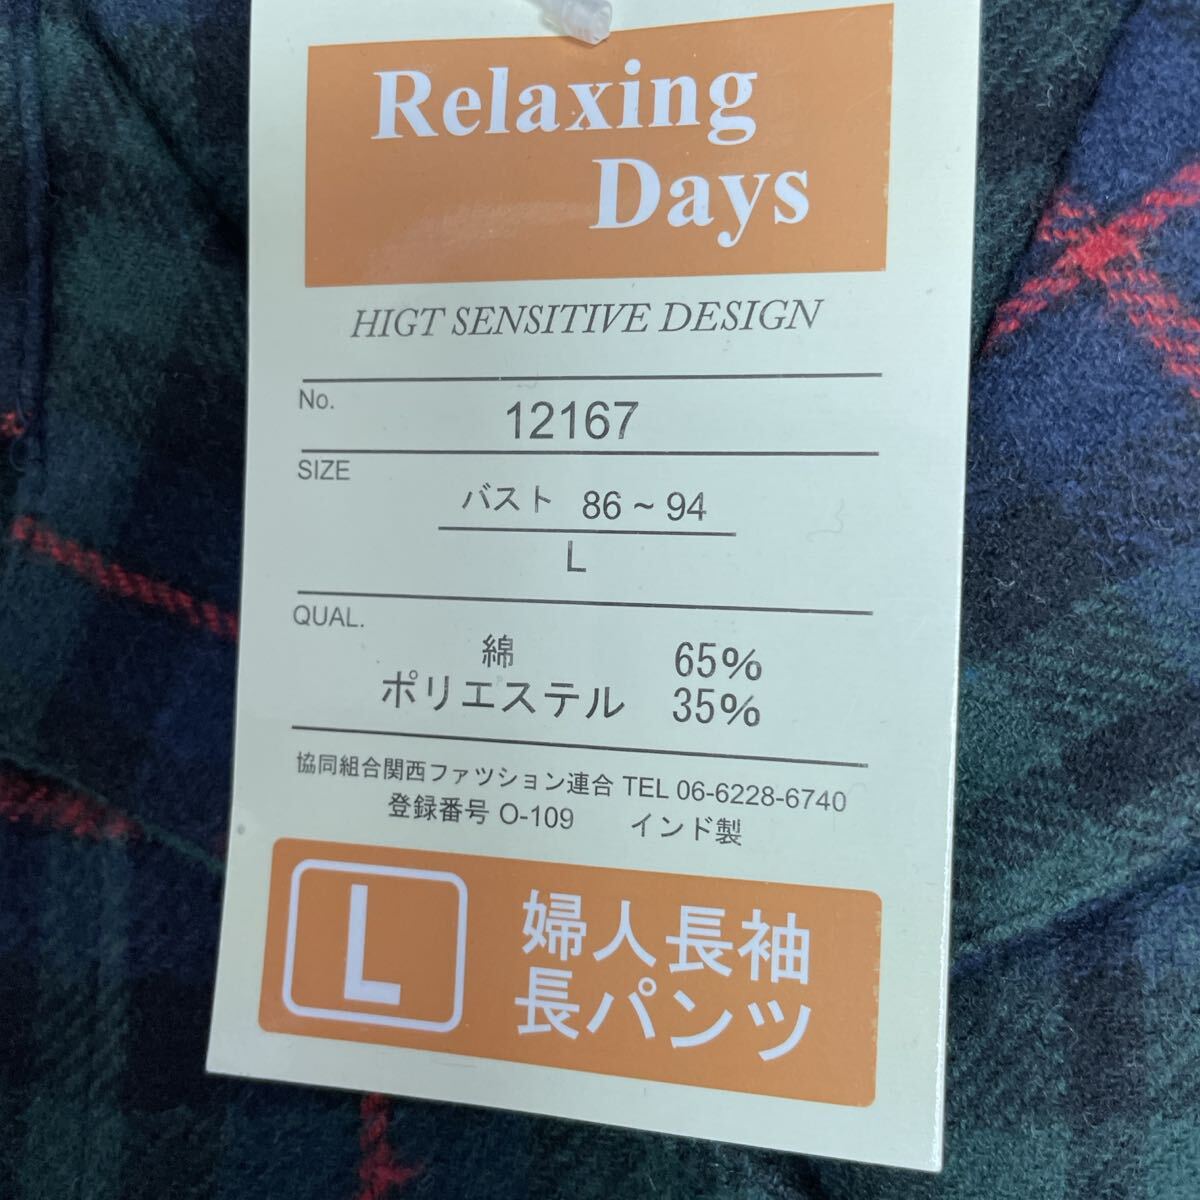 Relaxing
Days
HIGT SENSITIVE DESIGN
No. 12167
SIZE
バスト 86~94
L
QUAL.
綿 65%
ポリエステル 35%
協同組合関西ファツション連合 TEL 06-6228-6740
登録番号 O-109 インド製
L
婦人長袖
長パンツ